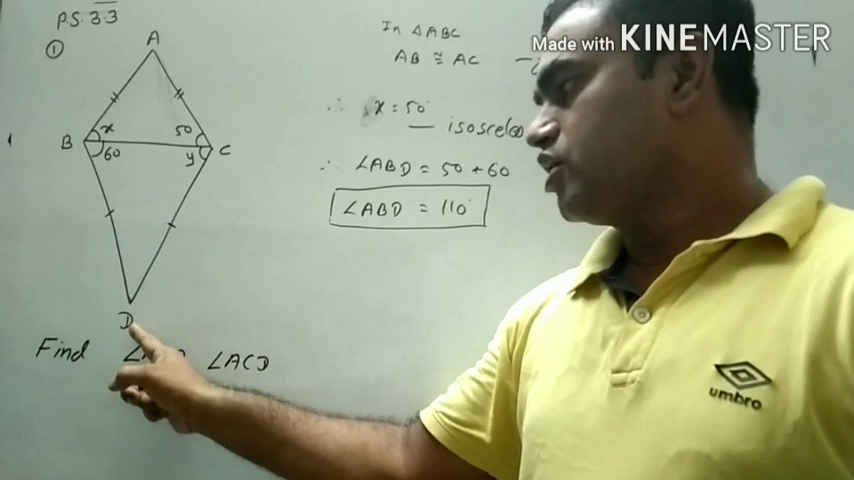 P.S. 3.3
①
A
x
50
B
60
y
C
D
Find ∠ACD
In △ABC
AB ≅ AC
∴ x = 50°
— isosceles
∴ ∠ABD = 50 + 60
∠ABD = 110°
Made with KINEMASTER
umbro